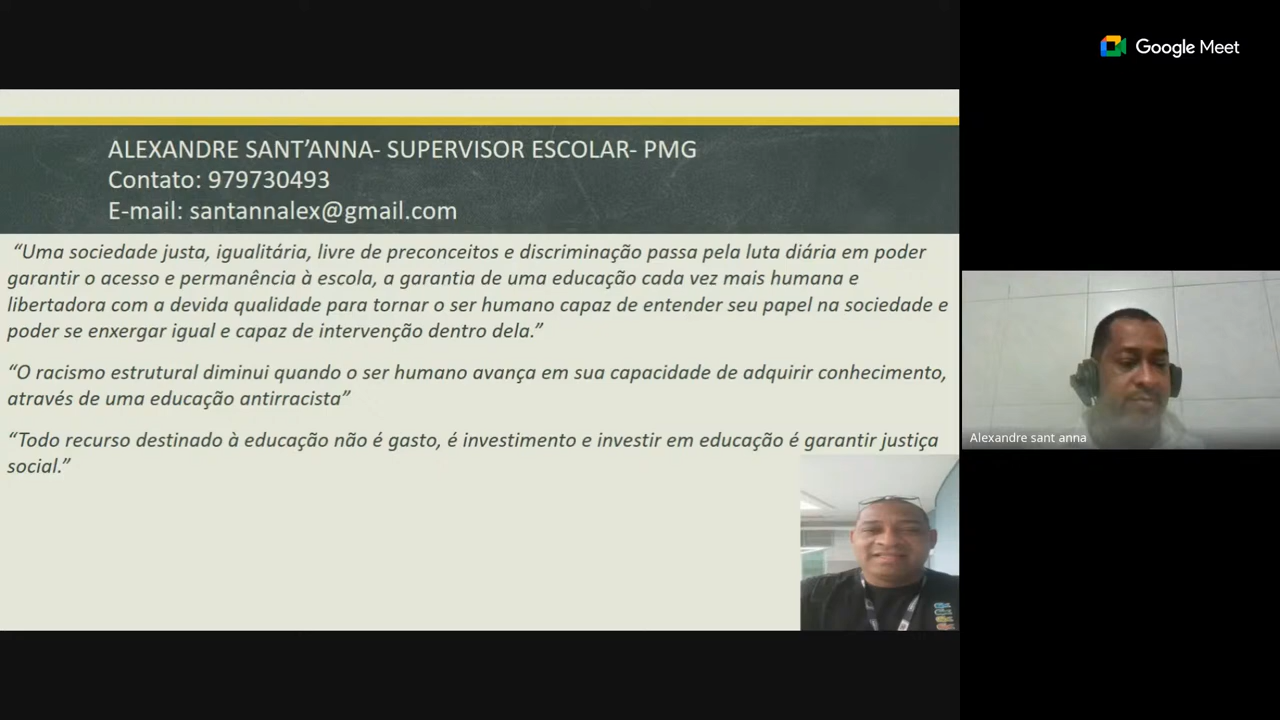 Google Meet
ALEXANDRE SANT’ANNA- SUPERVISOR ESCOLAR- PMG
Contato: 979730493
E-mail: santannalex@gmail.com
“Uma sociedade justa, igualitária, livre de preconceitos e discriminação passa pela luta diária em poder
garantir o acesso e permanência à escola, a garantia de uma educação cada vez mais humana e
libertadora com a devida qualidade para tornar o ser humano capaz de entender seu papel na sociedade e
poder se enxergar igual e capaz de intervenção dentro dela.”
“O racismo estrutural diminui quando o ser humano avança em sua capacidade de adquirir conhecimento,
através de uma educação antirracista”
“Todo recurso destinado à educação não é gasto, é investimento e investir em educação é garantir justiça
social.”
Alexandre sant anna